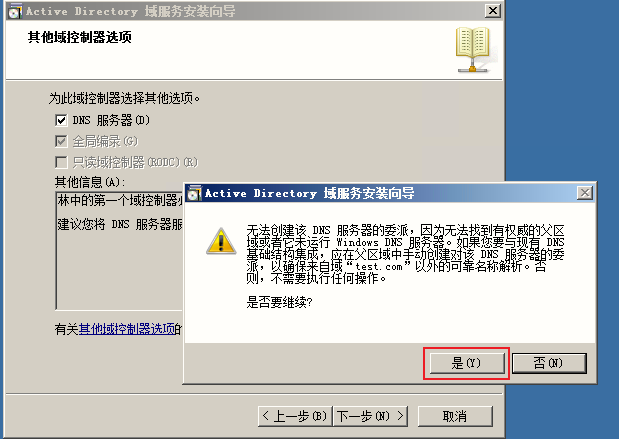 Active Directory 域服务安装向导
其他域控制器选项
为此域控制器选择其他选项。
DNS 服务器(D)
全局编录(G)
只读域控制器(RODC)(R)
其他信息(A):
林中的第一个域控制器
建议您将 DNS 服务器服
有关其他域控制器选项的
Active Directory 域服务安装向导
无法创建该 DNS 服务器的委派，因为无法找到有权威的父区
域或者它未运行 Windows DNS 服务器。如果您要与现有 DNS
基础结构集成，应在父区域中手动创建对该 DNS 服务器的委
派，以确保来自域“test.com”以外的可靠名称解析。否
则，不需要执行任何操作。
是否要继续?
是(Y)
否(N)
< 上一步(B)
下一步(N) >
取消